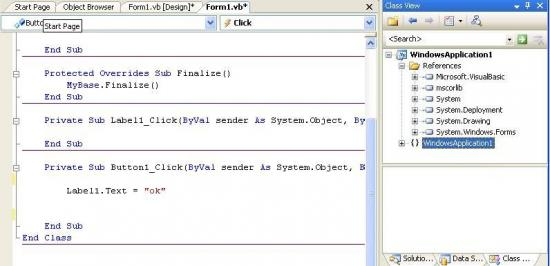 Start Page
Object Browser
Form1.vb [Design]*
Form1.vb*
Start Page
Click
End Sub
Protected Overrides Sub Finalize()
MyBase.Finalize()
End Sub
Private Sub Label1_Click(ByVal sender As System.Object, By
End Sub
Private Sub Button1_Click(ByVal sender As System.Object,
Label1.Text = "ok"
End Sub
End Class
Class View
<Search>
WindowsApplication1
References
Microsoft.VisualBasic
mscorlib
System
System.Deployment
System.Drawing
System.Windows.Forms
{} WindowsApplication1
Solutio...
Data S...
Class ...